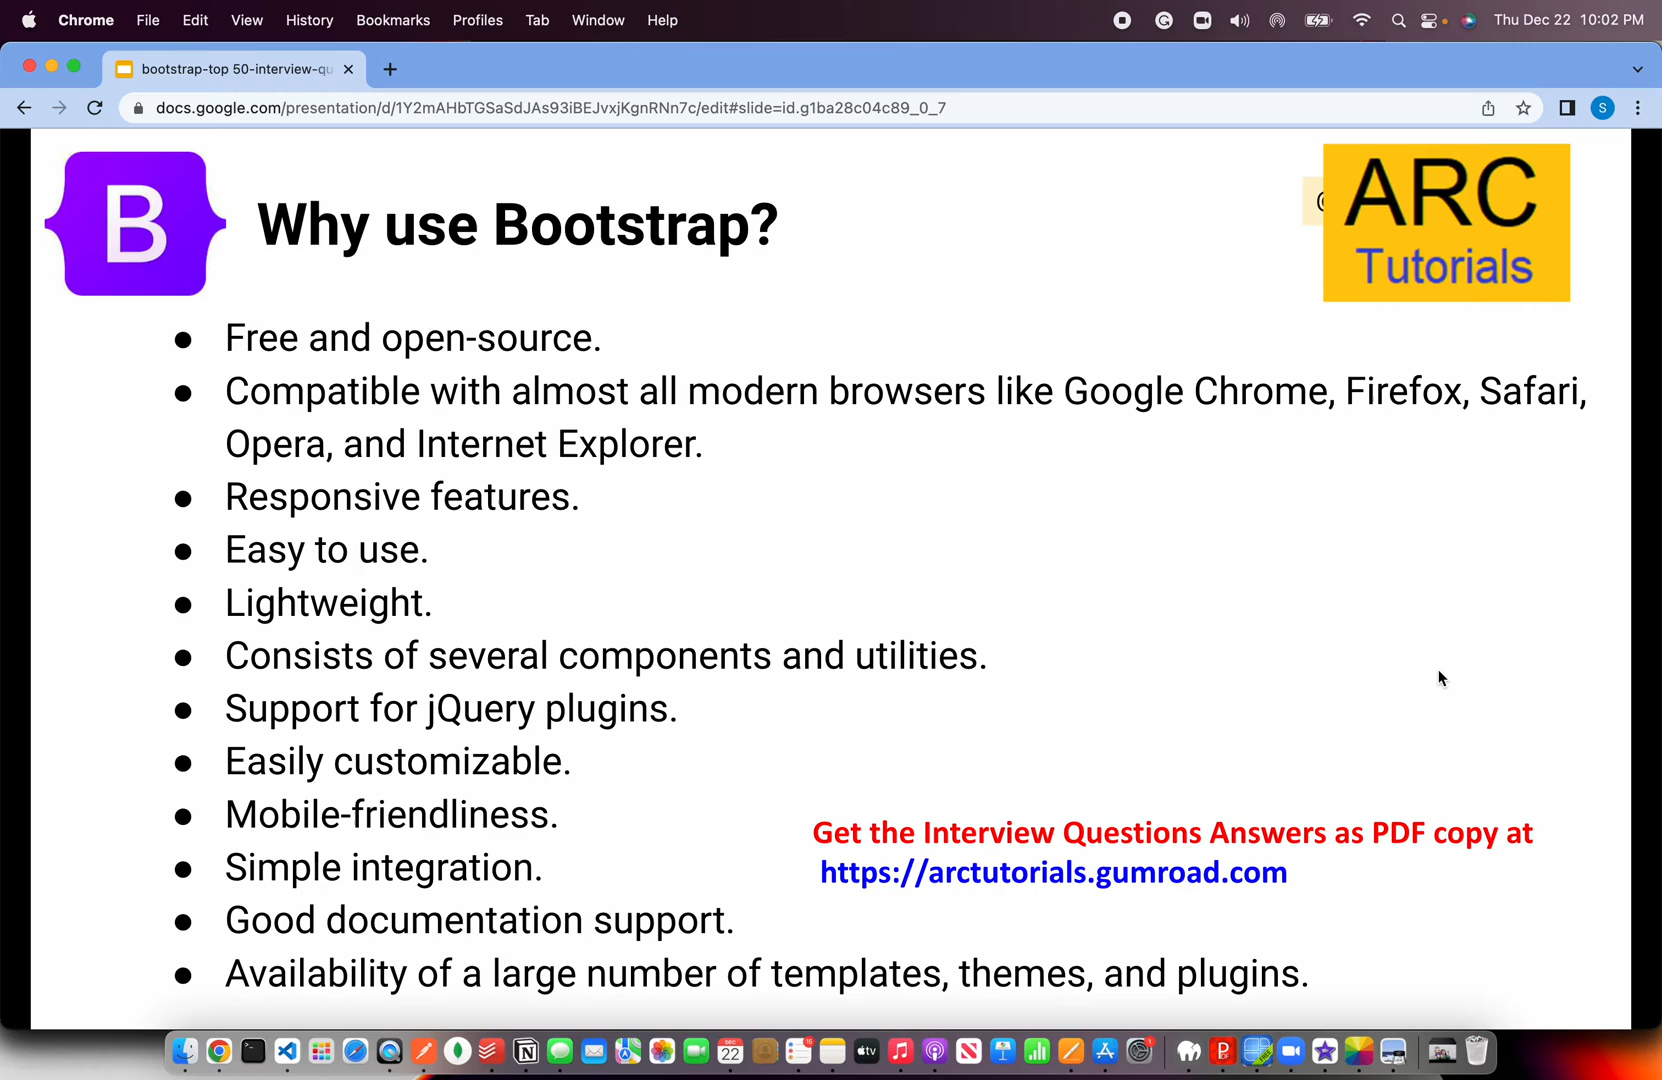 Chrome File Edit View History Bookmarks Profiles Tab Window Help Thu Dec 22 10:02 PM
bootstrap-top 50-interview-qu
docs.google.com/presentation/d/1Y2mAHbTGSaSdJAs93iBEJvxjKgnRNn7c/edit#slide=id.g1ba28c04c89_0_7
S
B
Why use Bootstrap?
ARC
Tutorials
● Free and open-source.
● Compatible with almost all modern browsers like Google Chrome, Firefox, Safari,
Opera, and Internet Explorer.
● Responsive features.
● Easy to use.
● Lightweight.
● Consists of several components and utilities.
● Support for jQuery plugins.
● Easily customizable.
● Mobile-friendliness.
● Simple integration.
● Good documentation support.
● Availability of a large number of templates, themes, and plugins.
Get the Interview Questions Answers as PDF copy at
https://arctutorials.gumroad.com
DEC
22
tv